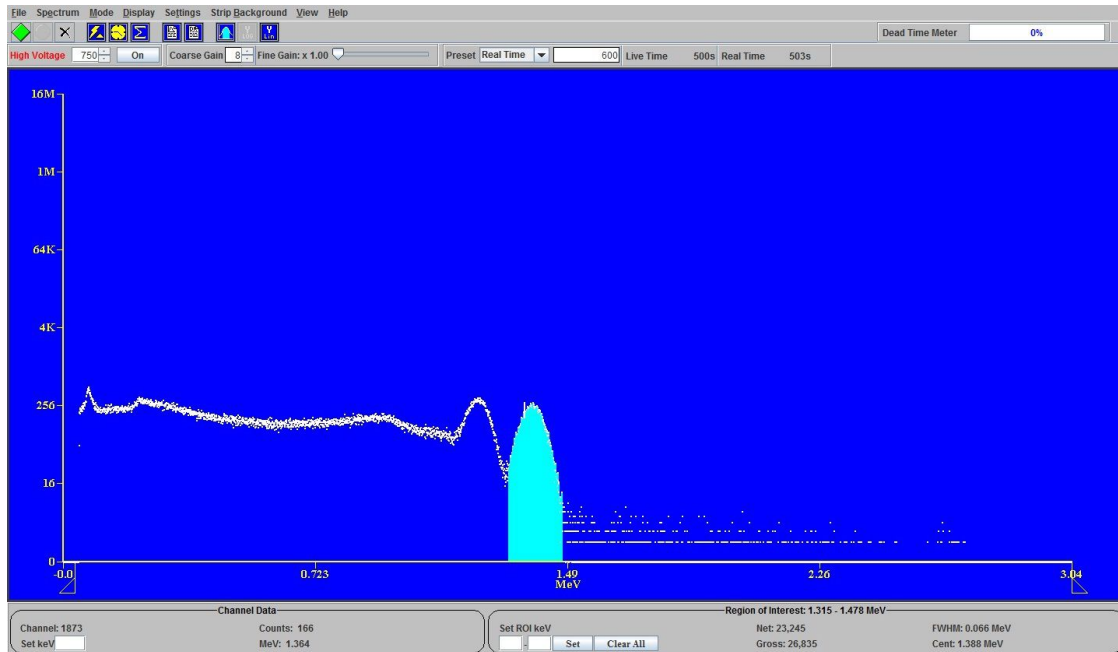 File Spectrum Mode Display Settings Strip Background View Help
Dead Time Meter 0%
High Voltage 750 On Coarse Gain 8 Fine Gain: x 1.00 Preset Real Time 600 Live Time 500s Real Time 503s
16M
1M
64K
4K
256
16
0
-0.0 0.723 1.49 2.26 3.04
MeV
Channel Data
Channel: 1873 Counts: 166
Set keV MeV: 1.364
Region of Interest: 1.315 - 1.478 MeV
Set ROI keV Net: 23,245 FWHM: 0.066 MeV
- Set Clear All Gross: 26,835 Cent: 1.388 MeV